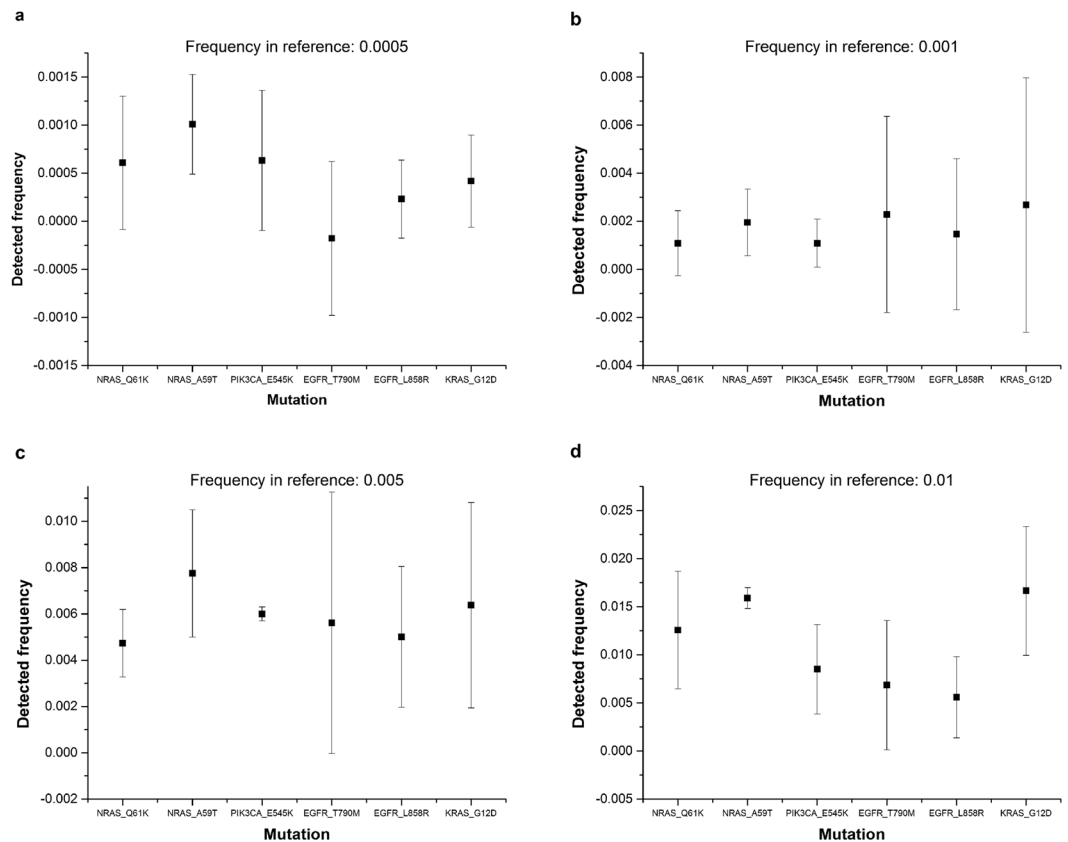 a
Frequency in reference: 0.0005
0.0015
0.0010
0.0005
0.0000
-0.0005
-0.0010
-0.0015
Detected frequency
NRAS_Q61K NRAS_A59T PIK3CA_E545K EGFR_T790M EGFR_L858R KRAS_G12D
Mutation
b
Frequency in reference: 0.001
0.008
0.006
0.004
0.002
0.000
-0.002
-0.004
Detected frequency
NRAS_Q61K NRAS_A59T PIK3CA_E545K EGFR_T790M EGFR_L858R KRAS_G12D
Mutation
c
Frequency in reference: 0.005
0.010
0.008
0.006
0.004
0.002
0.000
-0.002
Detected frequency
NRAS_Q61K NRAS_A59T PIK3CA_E545K EGFR_T790M EGFR_L858R KRAS_G12D
Mutation
d
Frequency in reference: 0.01
0.025
0.020
0.015
0.010
0.005
0.000
-0.005
Detected frequency
NRAS_Q61K NRAS_A59T PIK3CA_E545K EGFR_T790M EGFR_L858R KRAS_G12D
Mutation